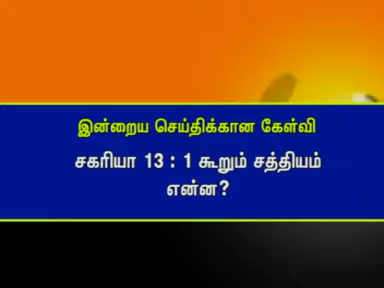 இன்றைய செய்திக்கான கேள்வி
சகரியா 13 : 1 கூறும் சத்தியம்
என்ன?